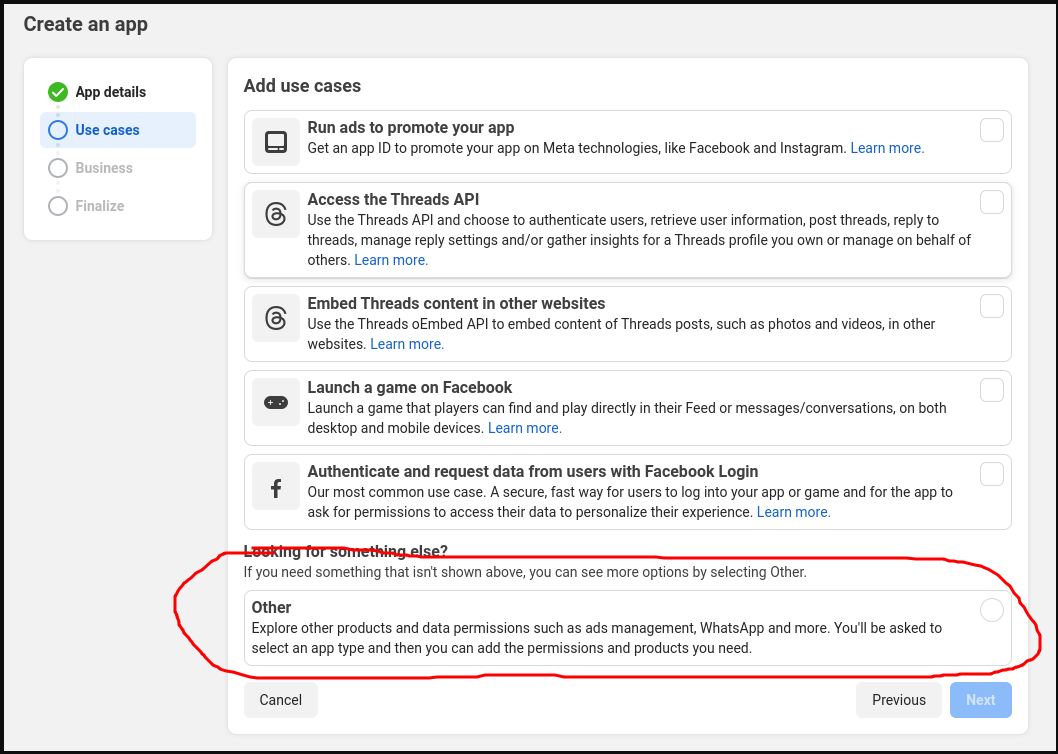 Create an app
App details
Use cases
Business
Finalize
Add use cases
Run ads to promote your app
Get an app ID to promote your app on Meta technologies, like Facebook and Instagram. Learn more.
Access the Threads API
Use the Threads API and choose to authenticate users, retrieve user information, post threads, reply to
threads, manage reply settings and/or gather insights for a Threads profile you own or manage on behalf of
others. Learn more.
Embed Threads content in other websites
Use the Threads oEmbed API to embed content of Threads posts, such as photos and videos, in other
websites. Learn more.
Launch a game on Facebook
Launch a game that players can find and play directly in their Feed or messages/conversations, on both
desktop and mobile devices. Learn more.
Authenticate and request data from users with Facebook Login
Our most common use case. A secure, fast way for users to log into your app or game and for the app to
ask for permissions to access their data to personalize their experience. Learn more.
Looking for something else?
If you need something that isn't shown above, you can see more options by selecting Other.
Other
Explore other products and data permissions such as ads management, WhatsApp and more. You'll be asked to
select an app type and then you can add the permissions and products you need.
Cancel
Previous
Next